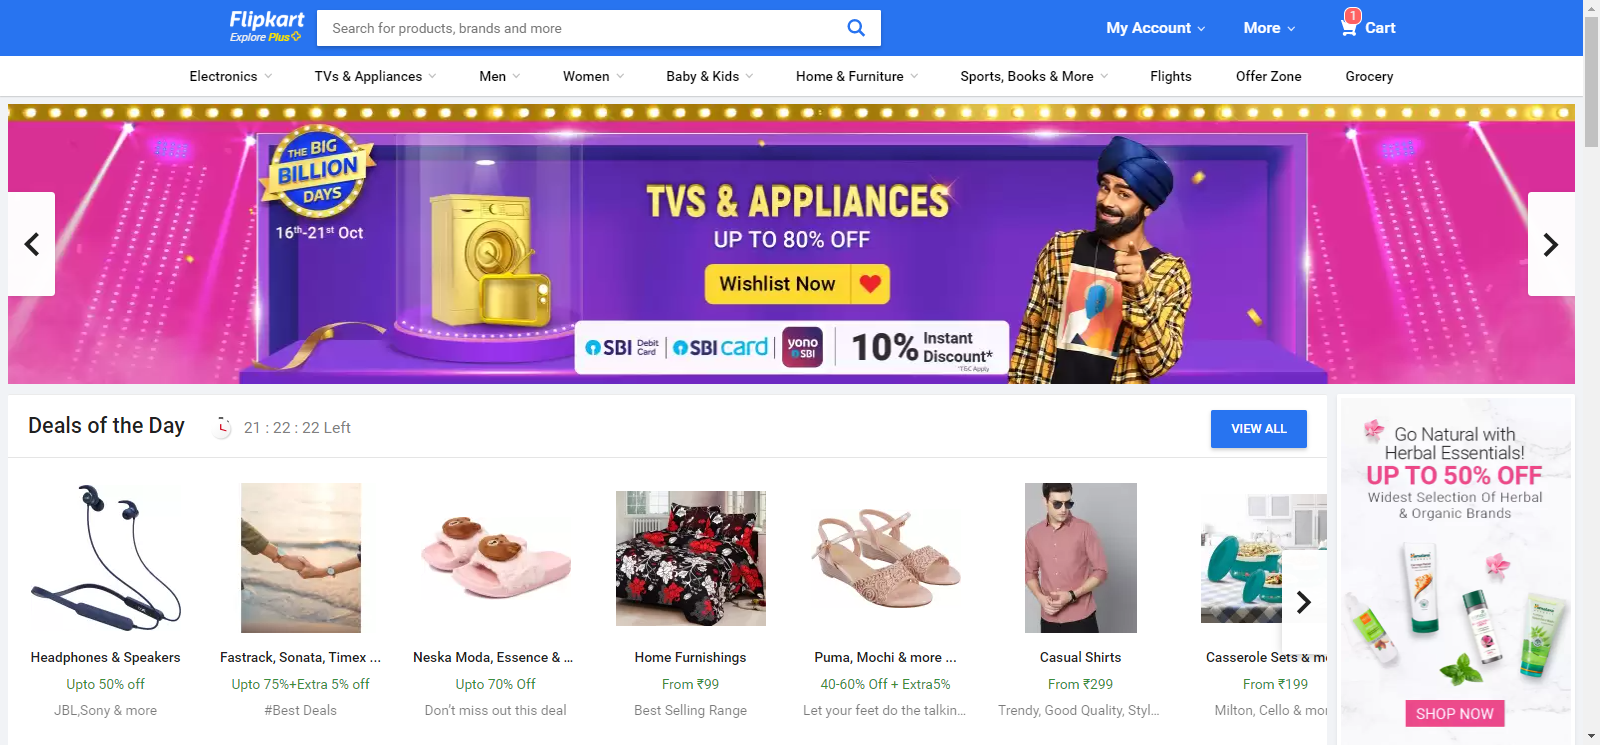 Flipkart
Explore Plus
Search for products, brands and more
My Account
More
1
Cart
Electronics
TVs & Appliances
Men
Women
Baby & Kids
Home & Furniture
Sports, Books & More
Flights
Offer Zone
Grocery
THE BIG
BILLION
DAYS
16th-21st Oct
TVS & APPLIANCES
UP TO 80% OFF
Wishlist Now
SBI Debit Card
SBI card
yono
SBI
10% Instant Discount*
*T&C Apply
Deals of the Day
21 : 22 : 22 Left
VIEW ALL
Headphones & Speakers
Upto 50% off
JBL,Sony & more
Fastrack, Sonata, Timex ...
Upto 75%+Extra 5% off
#Best Deals
Neska Moda, Essence & ...
Upto 70% Off
Don't miss out this deal
Home Furnishings
From ₹99
Best Selling Range
Puma, Mochi & more ...
40-60% Off + Extra5%
Let your feet do the talkin...
Casual Shirts
From ₹299
Trendy, Good Quality, Styl...
Casserole Sets & mo
From ₹199
Milton, Cello & mor
Go Natural with
Herbal Essentials!
UP TO 50% OFF
Widest Selection Of Herbal
& Organic Brands
SHOP NOW